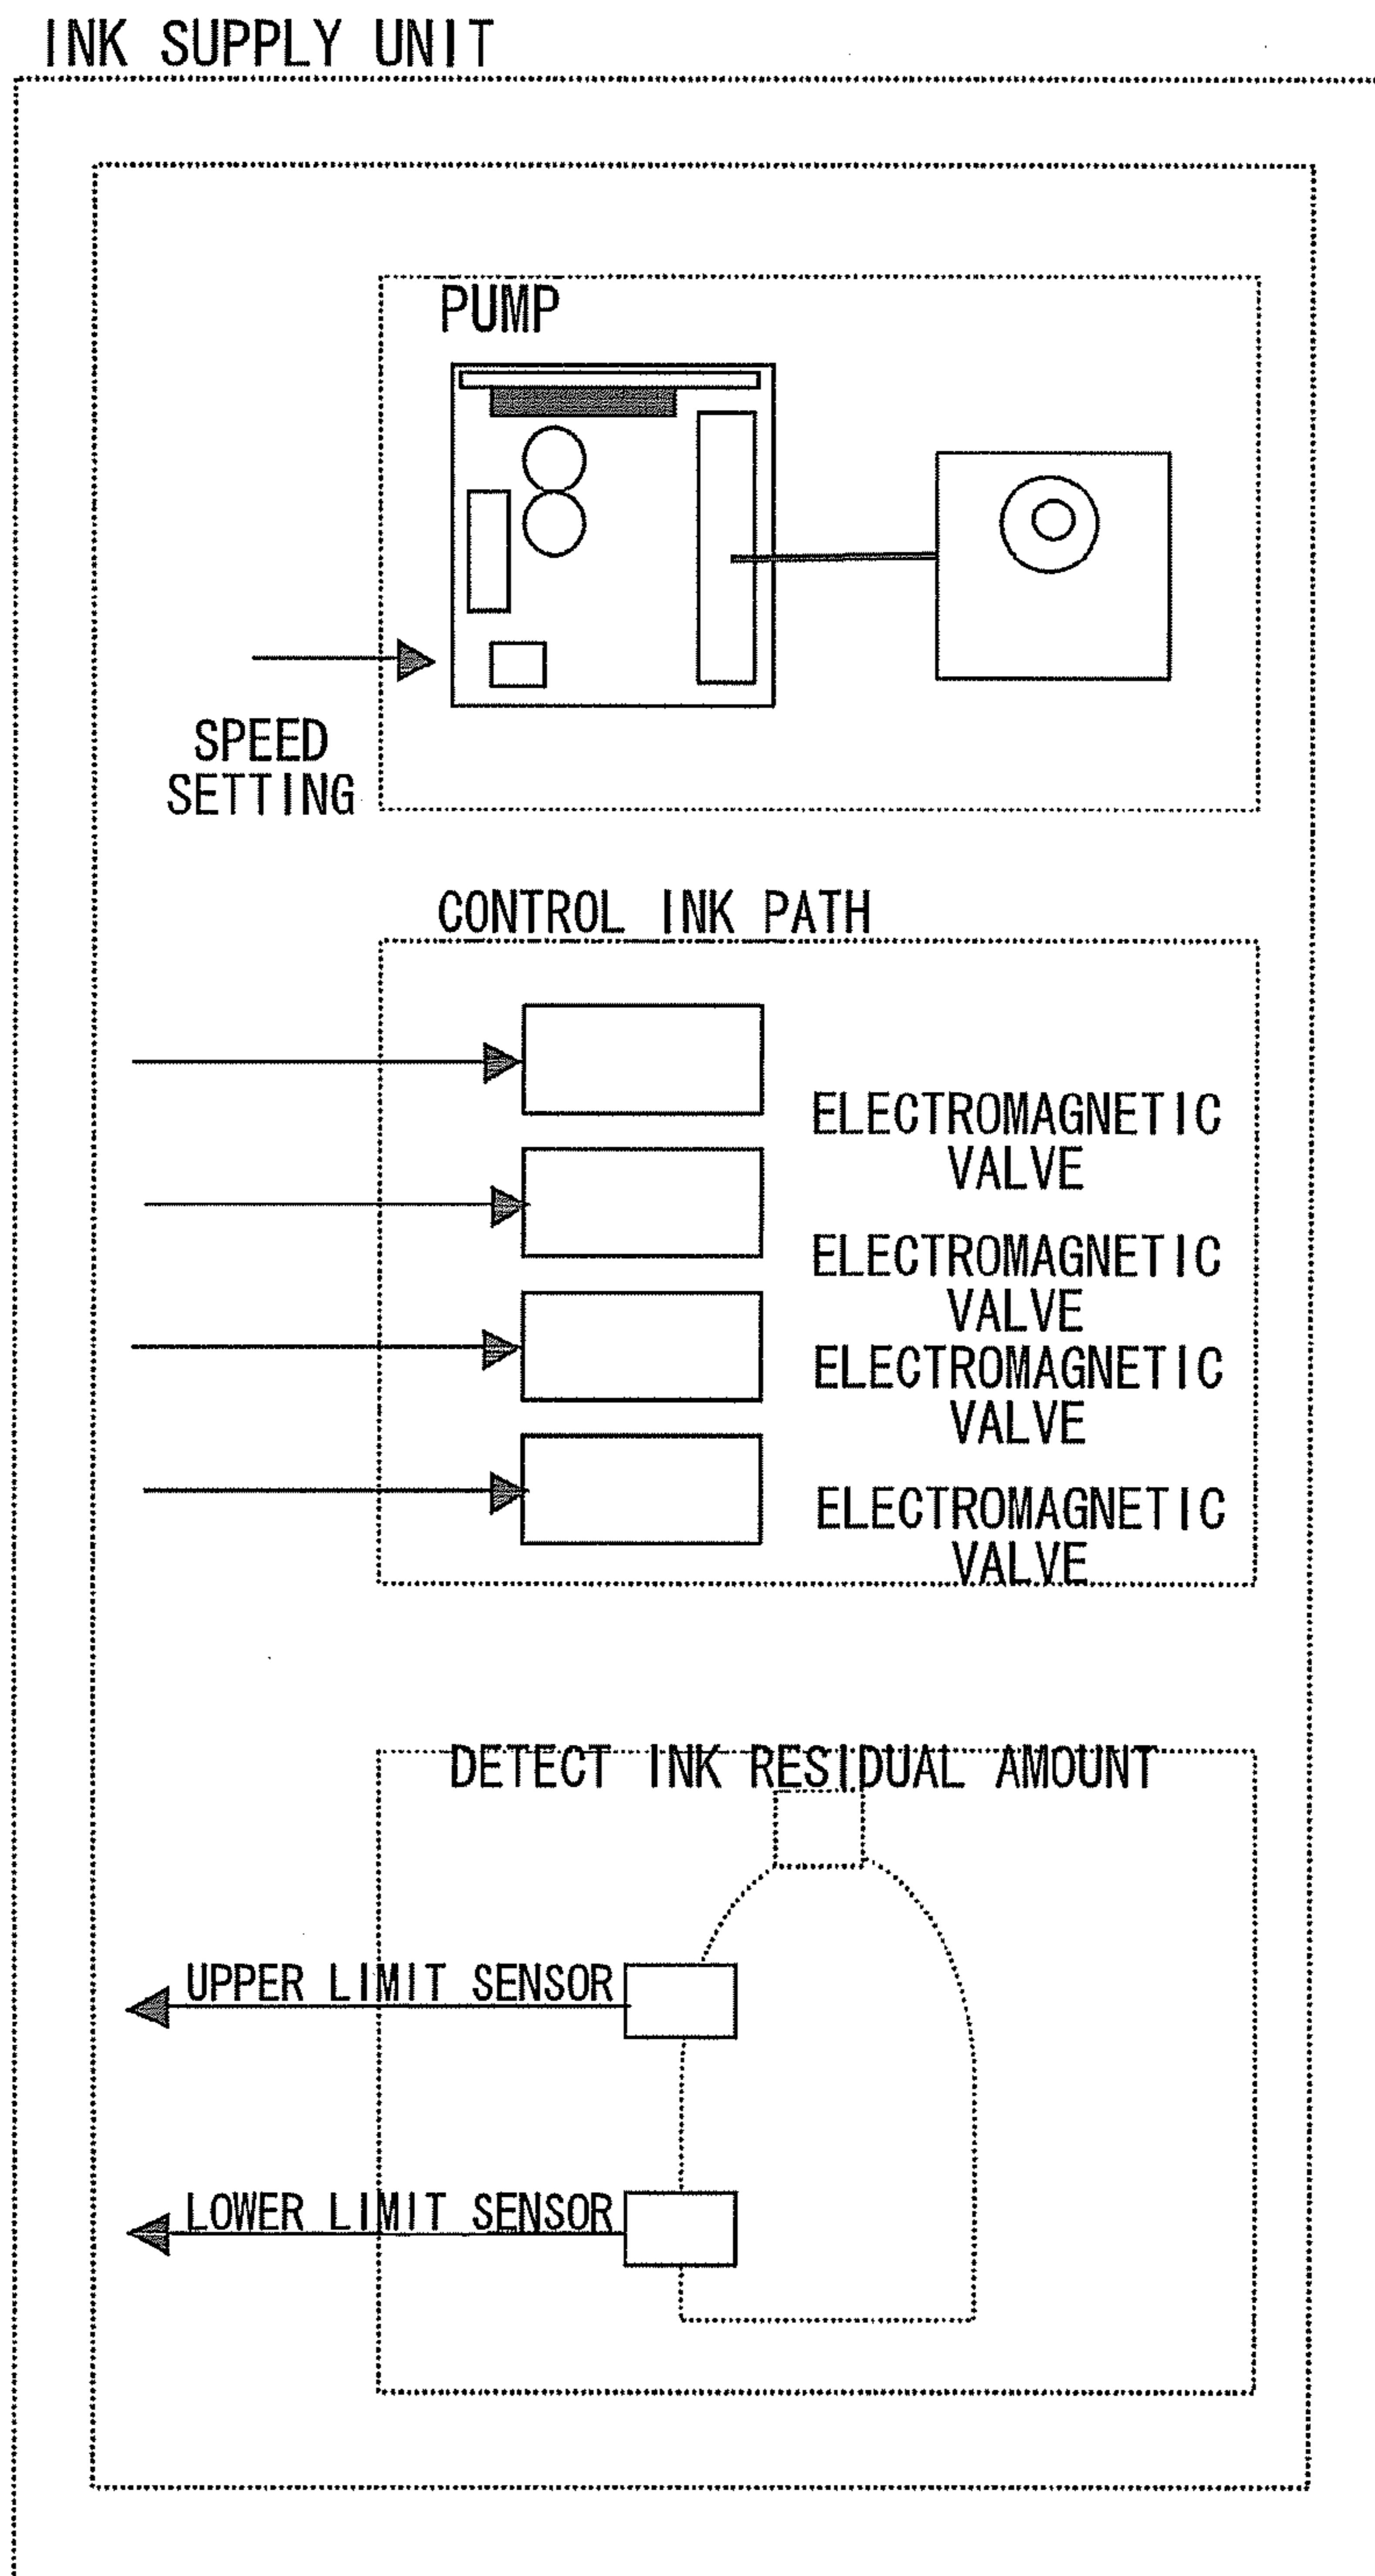 INK SUPPLY UNIT
PUMP
SPEED
SETTING
CONTROL INK PATH
ELECTROMAGNETIC
VALVE
ELECTROMAGNETIC
VALVE
ELECTROMAGNETIC
VALVE
ELECTROMAGNETIC
VALVE
DETECT INK RESIDUAL AMOUNT
UPPER LIMIT SENSOR
LOWER LIMIT SENSOR